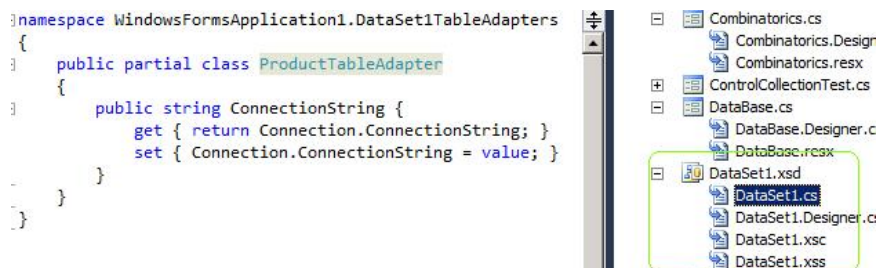 namespace WindowsFormsApplication1.DataSet1TableAdapters
{
public partial class ProductTableAdapter
{
public string ConnectionString {
get { return Connection.ConnectionString; }
set { Connection.ConnectionString = value; }
}
}
}
Combinatorics.cs
Combinatorics.Design
Combinatorics.resx
ControlCollectionTest.cs
DataBase.cs
DataBase.Designer.c
DataBase.resx
DataSet1.xsd
DataSet1.cs
DataSet1.Designer.cs
DataSet1.xsc
DataSet1.xss